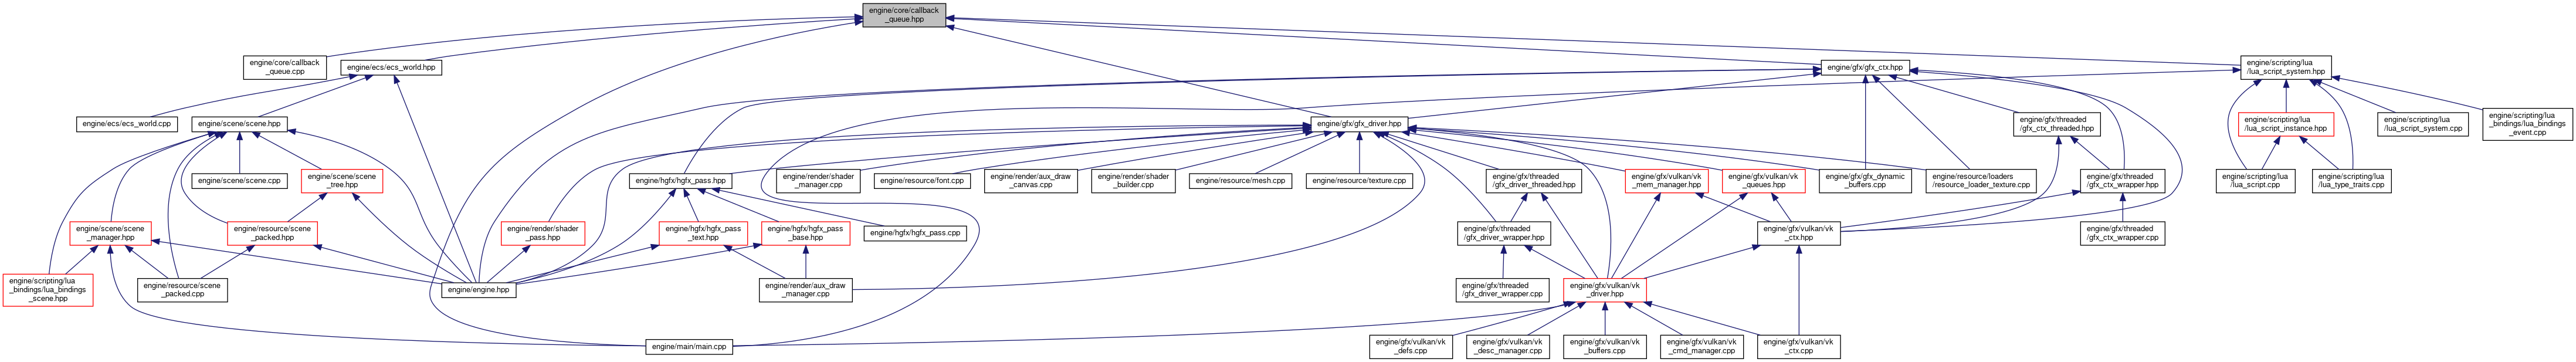 engine/core/callback
_queue.hpp
engine/core/callback
_queue.cpp
engine/ecs/ecs_world.hpp
engine/gfx/gfx_ctx.hpp
engine/scripting/lua
/lua_script_system.hpp
engine/ecs/ecs_world.cpp
engine/scene/scene.hpp
engine/gfx/gfx_driver.hpp
engine/gfx/threaded
/gfx_ctx_threaded.hpp
engine/scripting/lua
/lua_script_instance.hpp
engine/scripting/lua
/lua_script_system.cpp
engine/scripting/lua
_bindings/lua_bindings
_event.cpp
engine/scene/scene.cpp
engine/scene/scene
_tree.hpp
engine/hgfx/hgfx_pass.hpp
engine/render/shader
_manager.cpp
engine/resource/font.cpp
engine/render/aux_draw
_canvas.cpp
engine/render/shader
_builder.cpp
engine/resource/mesh.cpp
engine/resource/texture.cpp
engine/gfx/threaded
/gfx_driver_threaded.hpp
engine/gfx/vulkan/vk
_mem_manager.hpp
engine/gfx/vulkan/vk
_queues.hpp
engine/gfx/gfx_dynamic
_buffers.cpp
engine/resource/loaders
/resource_loader_texture.cpp
engine/gfx/threaded
/gfx_ctx_wrapper.hpp
engine/scripting/lua
/lua_script.cpp
engine/scripting/lua
/lua_type_traits.cpp
engine/scene/scene
_manager.hpp
engine/resource/scene
_packed.hpp
engine/render/shader
_pass.hpp
engine/hgfx/hgfx_pass
_text.hpp
engine/hgfx/hgfx_pass
_base.hpp
engine/hgfx/hgfx_pass.cpp
engine/gfx/threaded
/gfx_driver_wrapper.hpp
engine/gfx/vulkan/vk
_ctx.hpp
engine/gfx/threaded
/gfx_ctx_wrapper.cpp
engine/scripting/lua
_bindings/lua_bindings
_scene.hpp
engine/resource/scene
_packed.cpp
engine/engine.hpp
engine/render/aux_draw
_manager.cpp
engine/gfx/threaded
/gfx_driver_wrapper.cpp
engine/gfx/vulkan/vk
_driver.hpp
engine/main/main.cpp
engine/gfx/vulkan/vk
_defs.cpp
engine/gfx/vulkan/vk
_desc_manager.cpp
engine/gfx/vulkan/vk
_buffers.cpp
engine/gfx/vulkan/vk
_cmd_manager.cpp
engine/gfx/vulkan/vk
_ctx.cpp